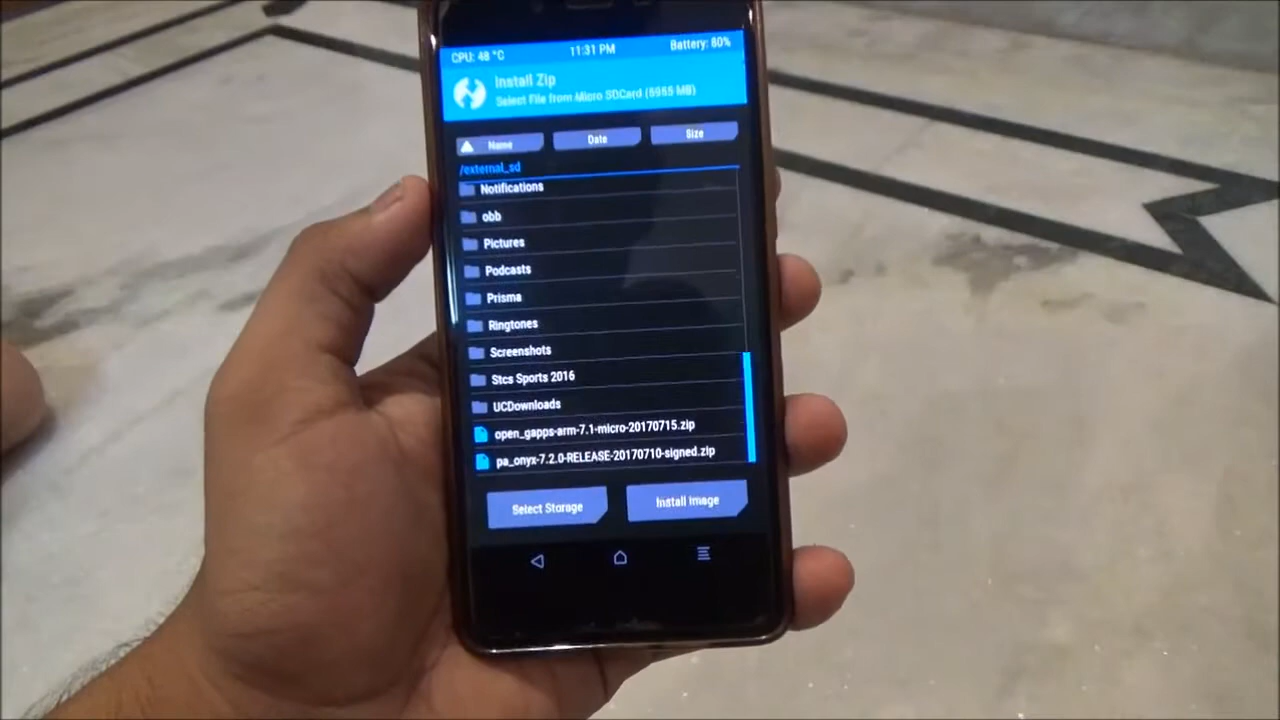 CPU: 48 °C 11:31 PM Battery: 80%
Install Zip
Select File from Micro SDCard (5955 MB)
Name Date Size
/external_sd
Notifications
obb
Pictures
Podcasts
Prisma
Ringtones
Screenshots
Stcs Sports 2016
UCDownloads
open_gapps-arm-7.1-micro-20170715.zip
pa_onyx-7.2.0-RELEASE-20170710-signed.zip
Select Storage Install Image